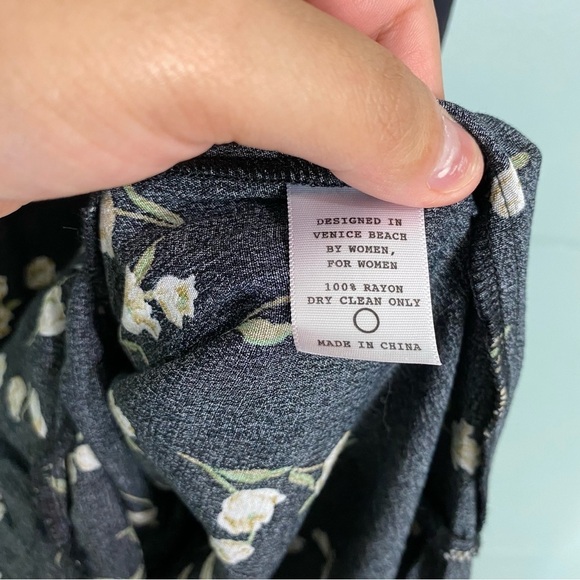 DESIGNED IN
VENICE BEACH
BY WOMEN,
FOR WOMEN
100% RAYON
DRY CLEAN ONLY
MADE IN CHINA